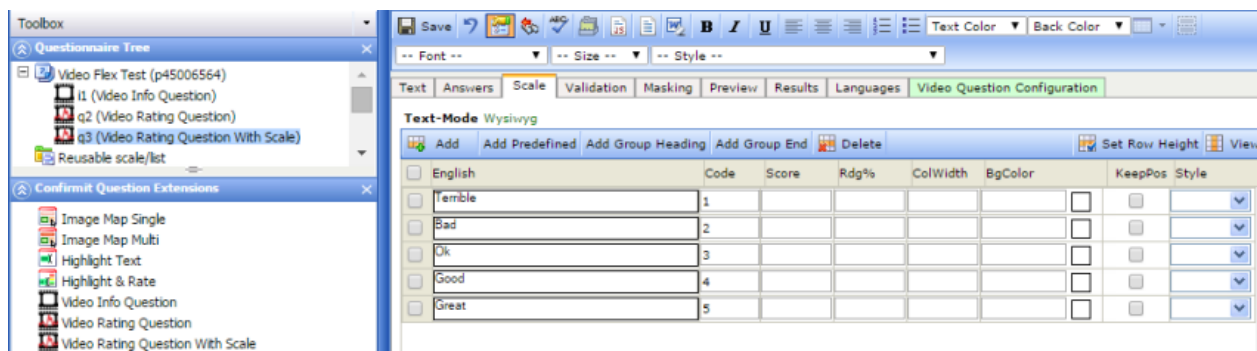 Toolbox
Questionnaire Tree
Video Flex Test (p45006564)
i1 (Video Info Question)
q2 (Video Rating Question)
q3 (Video Rating Question With Scale)
Reusable scale/list
Confirmit Question Extensions
Image Map Single
Image Map Multi
Highlight Text
Highlight & Rate
Video Info Question
Video Rating Question
Video Rating Question With Scale
Save ABC JS B I U Text Color Back Color
-- Font -- -- Size -- -- Style --
Text Answers Scale Validation Masking Preview Results Languages Video Question Configuration
Text-Mode Wysiwyg
Add Add Predefined Add Group Heading Add Group End Delete Set Row Height View
English Code Score Rdg% ColWidth BgColor KeepPos Style
Terrible 1
Bad 2
Ok 3
Good 4
Great 5